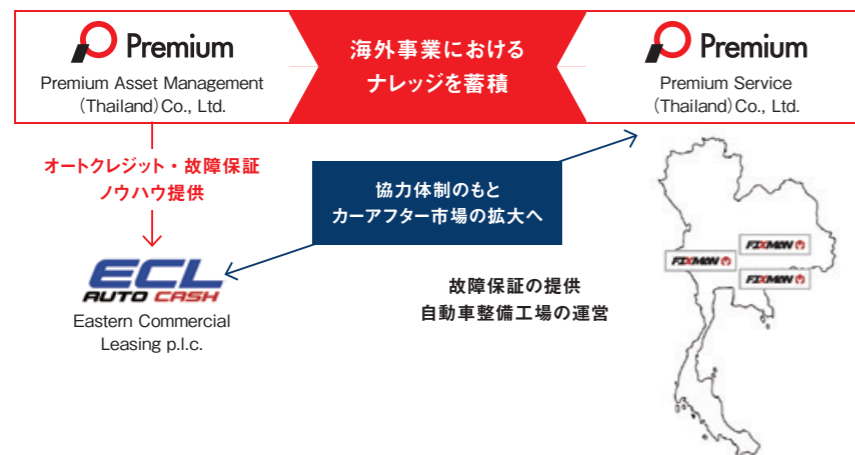 Premium
Premium Asset Management
(Thailand)Co., Ltd.
海外事業における
ナレッジを蓄積
Premium
Premium Service
(Thailand)Co., Ltd.
オートクレジット・故障保証
ノウハウ提供
協力体制のもと
カーアフター市場の拡大へ
ECL
AUTO CASH
Eastern Commercial
Leasing p.l.c.
故障保証の提供
自動車整備工場の運営
FIXMAN
FIXMAN
FIXMAN